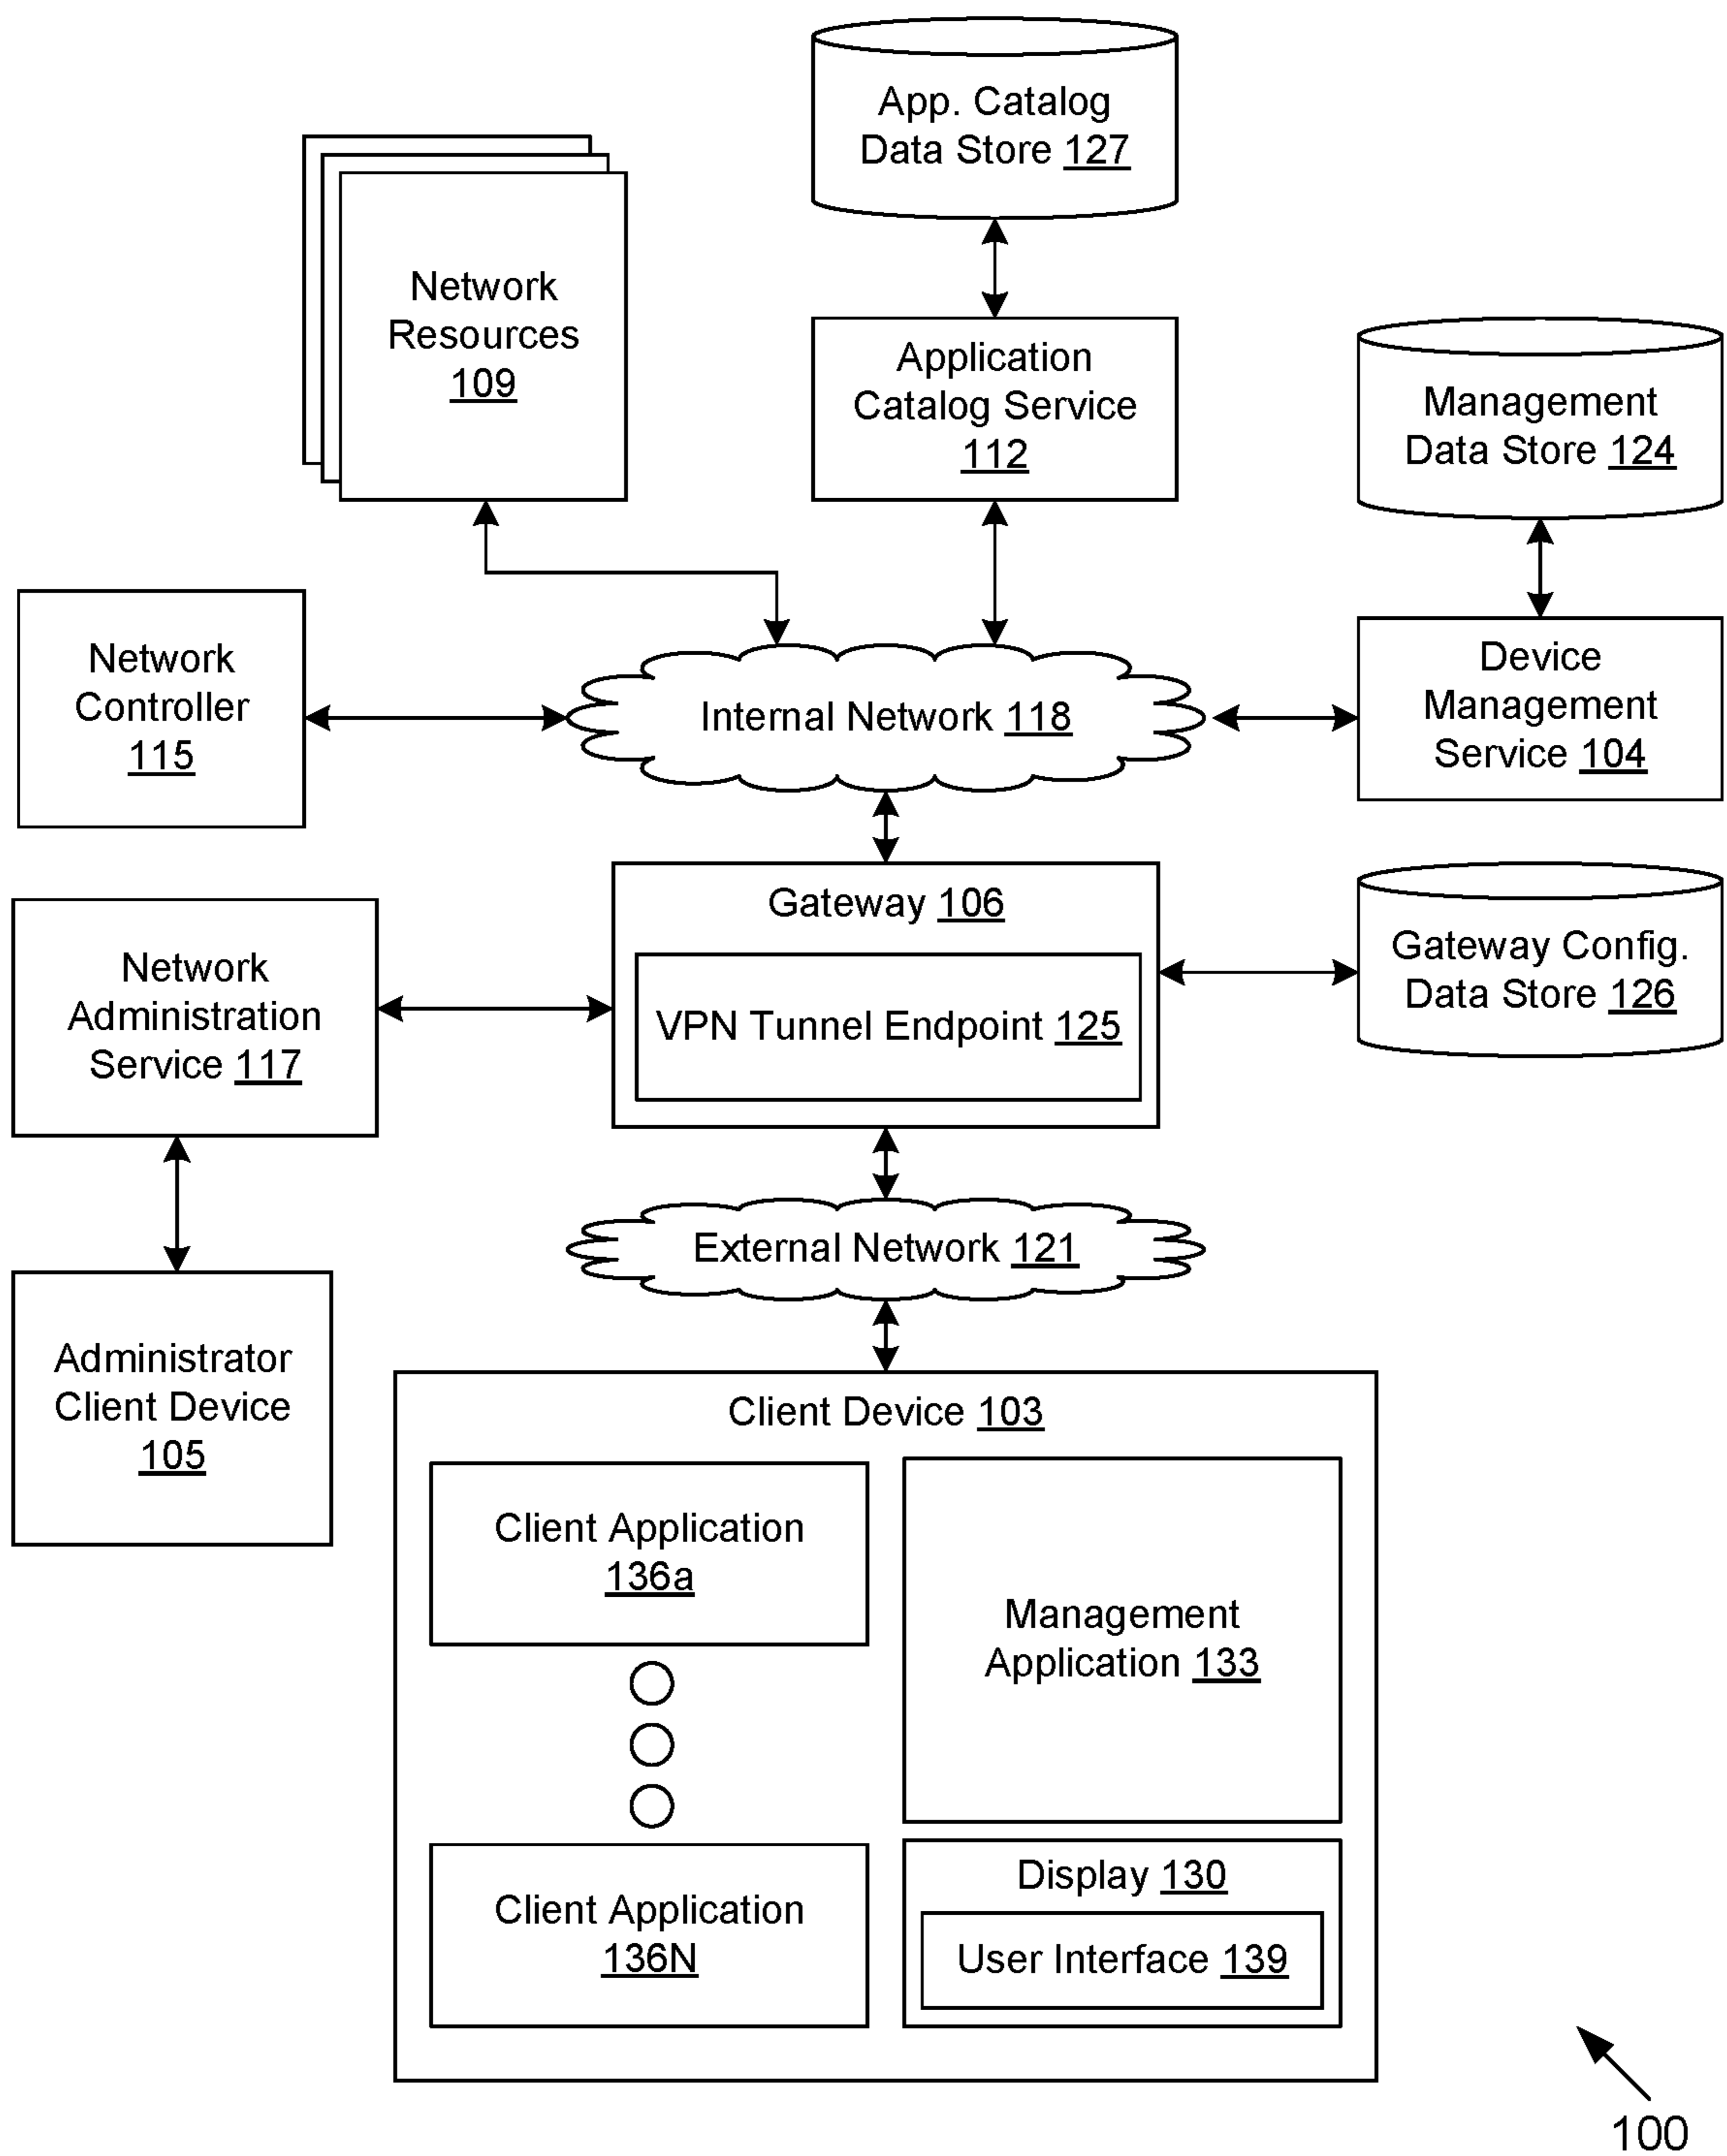 App. Catalog
Data Store 127
Network
Resources
109
Application
Catalog Service
112
Management
Data Store 124
Network
Controller
115
Internal Network 118
Device
Management
Service 104
Gateway 106
VPN Tunnel Endpoint 125
Gateway Config.
Data Store 126
Network
Administration
Service 117
External Network 121
Administrator
Client Device
105
Client Device 103
Client Application
136a
Management
Application 133
Client Application
136N
Display 130
User Interface 139
100